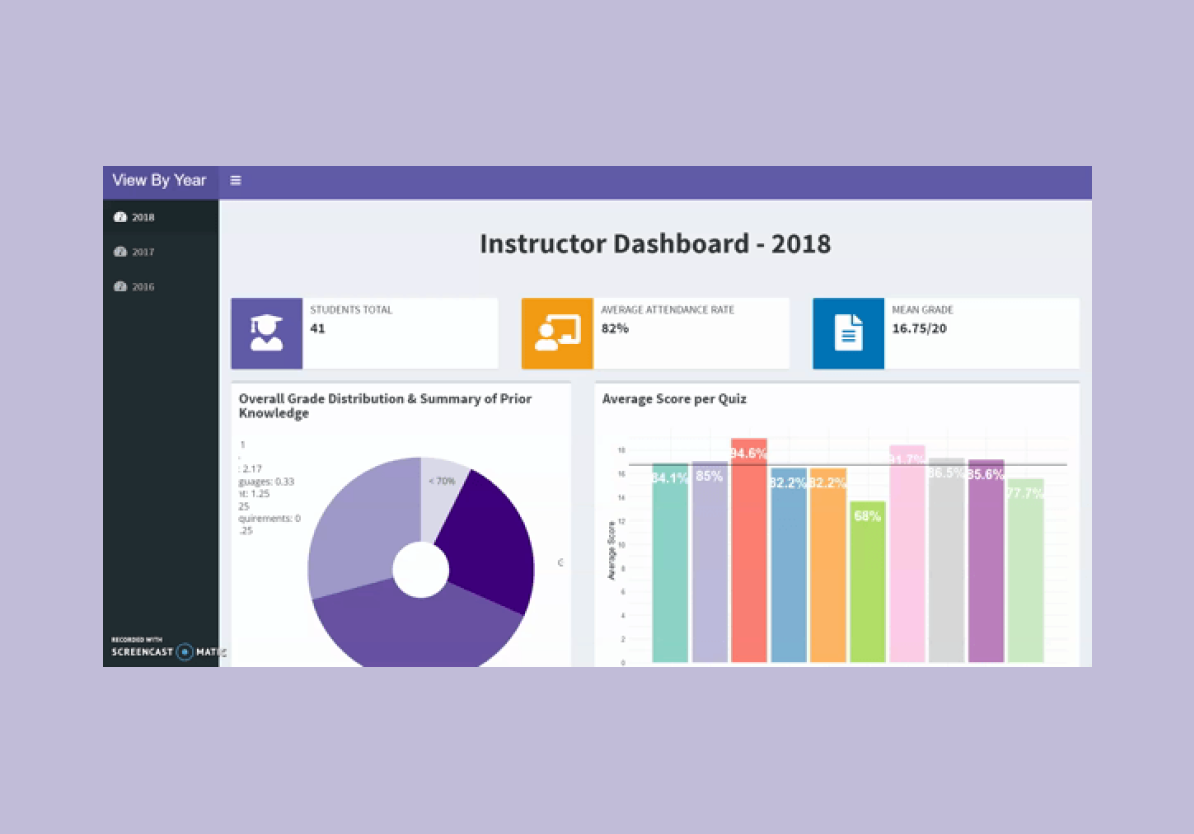 View By Year
2018
2017
2016
Instructor Dashboard - 2018
STUDENTS TOTAL
41
AVERAGE ATTENDANCE RATE
82%
MEAN GRADE
16.75/20
Overall Grade Distribution & Summary of Prior
Knowledge
1
: 2.17
guages: 0.33
nt: 1.25
25
quirements: 0
.25
< 70%
Average Score per Quiz
Average Score
18
16
14
12
10
8
6
4
2
0
84.1%
85%
94.6%
82.2%
82.2%
68%
91.7%
86.5%
85.6%
77.7%
RECORDED WITH
SCREENCAST MATIC